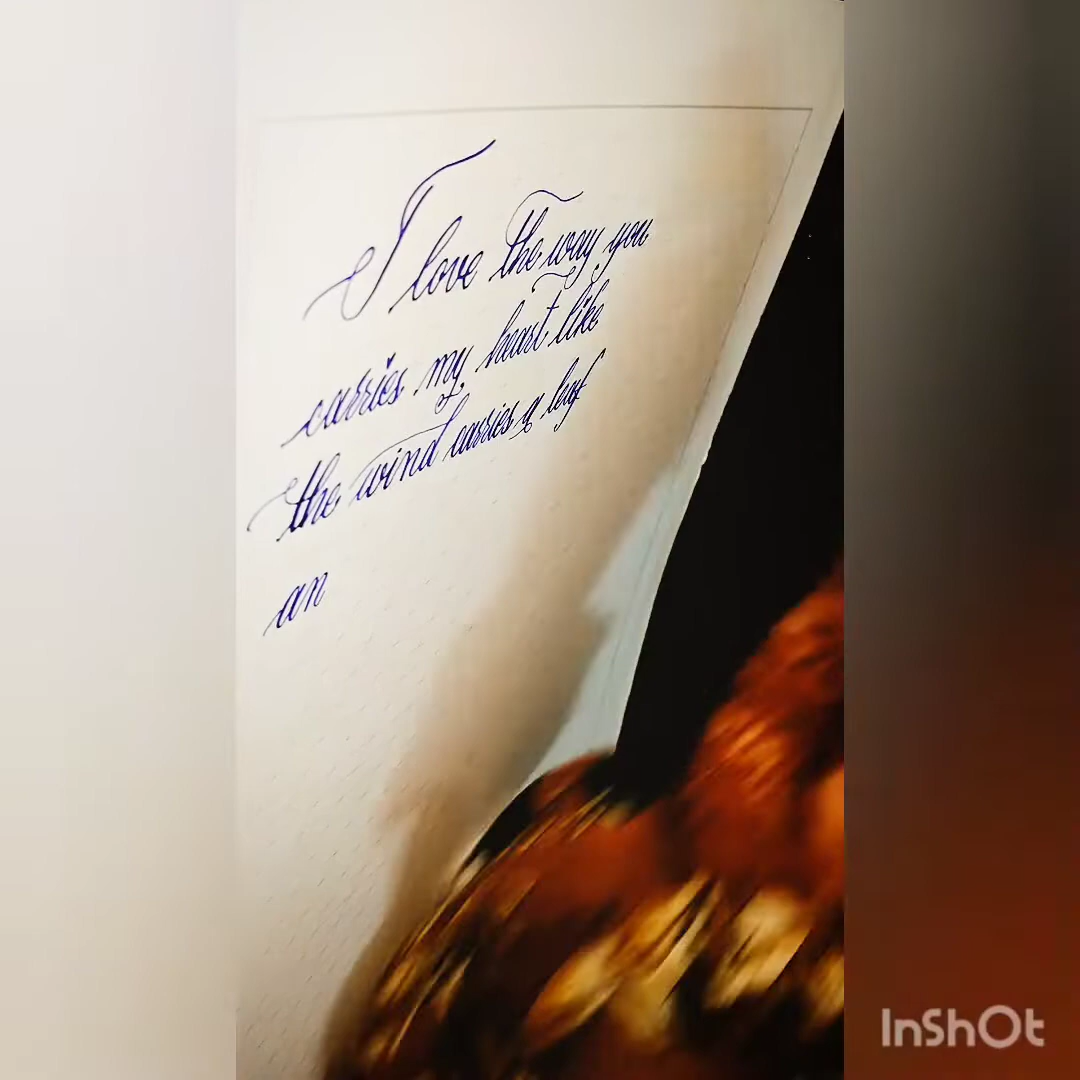 I love the way you
carries my heart like
the wind carries a leaf
an
InShOt